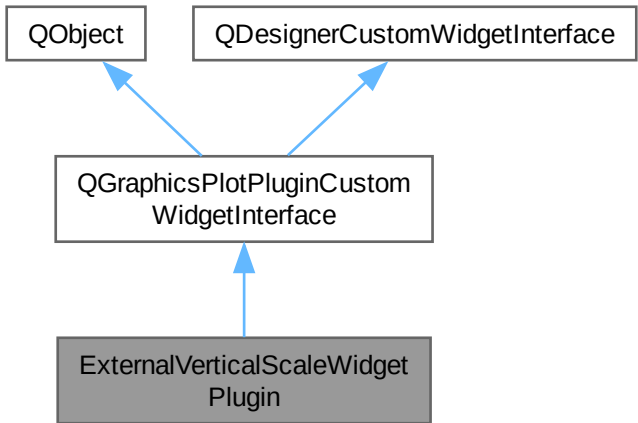 QObject
QDesignerCustomWidgetInterface
QGraphicsPlotPluginCustom
WidgetInterface
ExternalVerticalScaleWidget
Plugin